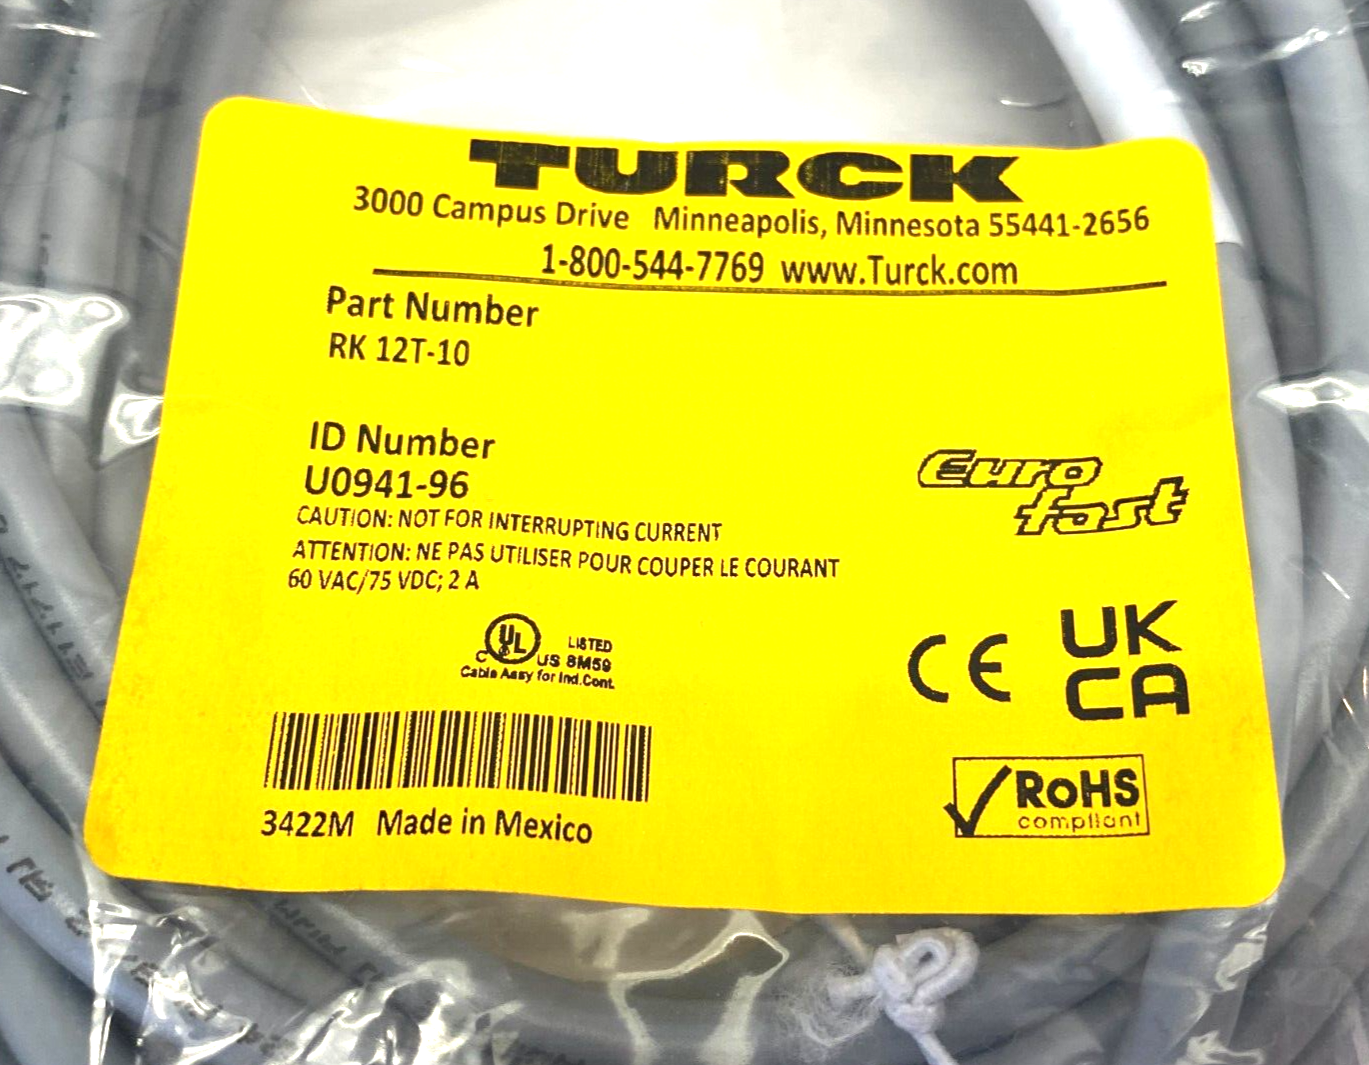 TURCK
3000 Campus Drive Minneapolis, Minnesota 55441-2656
1-800-544-7769 www.Turck.com
Part Number
RK 12T-10
ID Number
U0941-96
CAUTION: NOT FOR INTERRUPTING CURRENT
ATTENTION: NE PAS UTILISER POUR COUPER LE COURANT
60 VAC/75 VDC; 2 A
Euro
fast
C UL US LISTED
8M59
Cable Assy for Ind.Cont.
CE
UK
CA
RoHS
compliant
3422M Made in Mexico